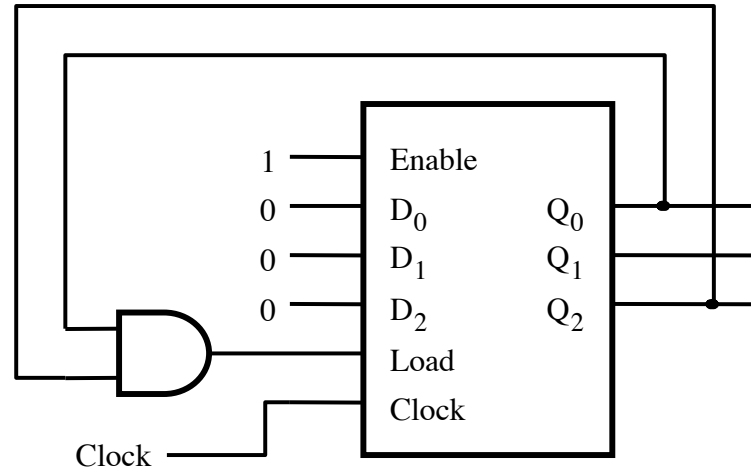 1 Enable
0 D0 Q0
0 D1 Q1
0 D2 Q2
Load
Clock
Clock